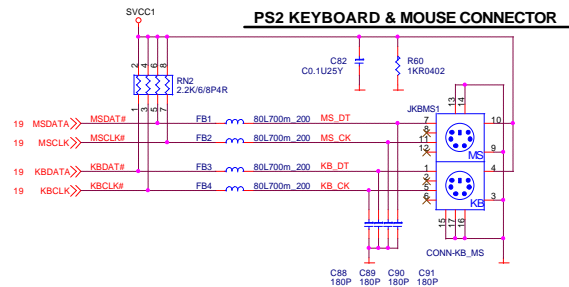 SVCC1
PS2 KEYBOARD & MOUSE CONNECTOR
2 4 6 8
RN2
2.2K/6/8P4R
1 3 5 7
C82
C0.1U25Y
R60
1KR0402
JKBMS1
13 14
19 MSDATA MSDAT# FB1 80L700m_200 MS_DT 7 10
8
19 MSCLK# MSCLK# FB2 80L700m_200 MS_CK 11
12 MS 9
19 KBDATA KBDAT# FB3 80L700m_200 KB_DT 1 4
2
19 KBCLK KBCLK# FB4 80L700m_200 KB_CK 5
6 KB 3
15 17 16
CONN-KB_MS
C88 C89 C90 C91
180P 180P 180P 180P